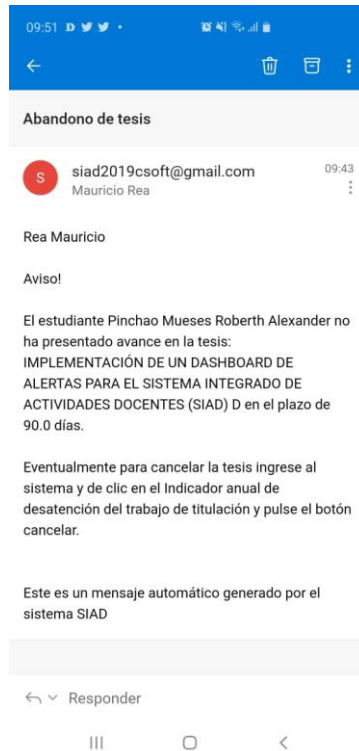 09:51
Abandono de tesis
S
siad2019csoft@gmail.com
09:43
Mauricio Rea
Rea Mauricio
Aviso!
El estudiante Pinchao Mueses Roberth Alexander no
ha presentado avance en la tesis:
IMPLEMENTACIÓN DE UN DASHBOARD DE
ALERTAS PARA EL SISTEMA INTEGRADO DE
ACTIVIDADES DOCENTES (SIAD) D en el plazo de
90.0 días.
Eventualmente para cancelar la tesis ingrese al
sistema y de clic en el Indicador anual de
desatención del trabajo de titulación y pulse el botón
cancelar.
Este es un mensaje automático generado por el
sistema SIAD
Responder